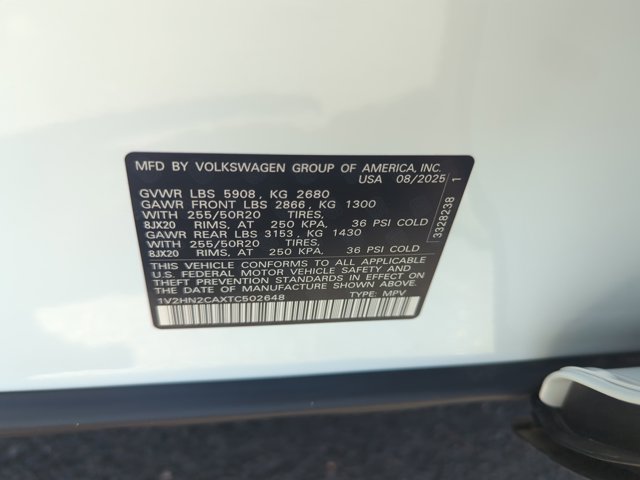 MFD BY VOLKSWAGEN GROUP OF AMERICA, INC.
USA 08/2025
GVWR LBS 5908, KG 2680
GAWR FRONT LBS 2866, KG 1300
WITH 255/50R20 TIRES,
8JX20 RIMS, AT 250 KPA, 36 PSI COLD
GAWR REAR LBS 3153, KG 1430
WITH 255/50R20 TIRES,
8JX20 RIMS, AT 250 KPA, 36 PSI COLD
THIS VEHICLE CONFORMS TO ALL APPLICABLE
U.S. FEDERAL MOTOR VEHICLE SAFETY AND
THEFT PREVENTION STANDARDS IN EFFECT ON
THE DATE OF MANUFACTURE SHOWN ABOVE.
1V2HN2CAXTC502648 TYPE: MPV
3328238 1